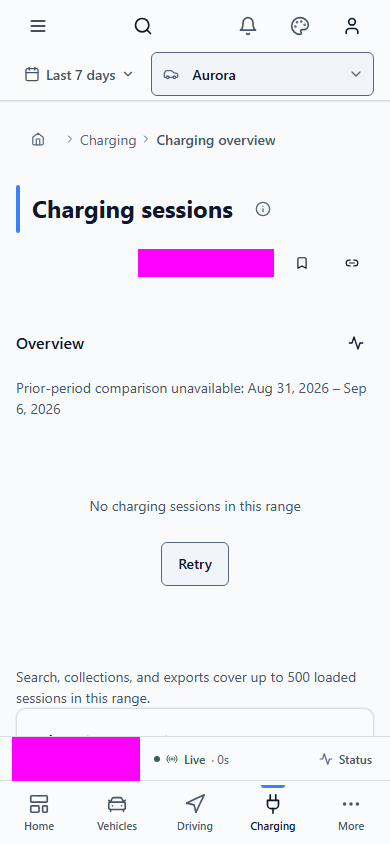 Last 7 days
Aurora
Charging
Charging overview
Charging sessions
Overview
Prior-period comparison unavailable: Aug 31, 2026 – Sep
6, 2026
No charging sessions in this range
Retry
Search, collections, and exports cover up to 500 loaded
sessions in this range.
Live · 0s
Status
Home
Vehicles
Driving
Charging
More